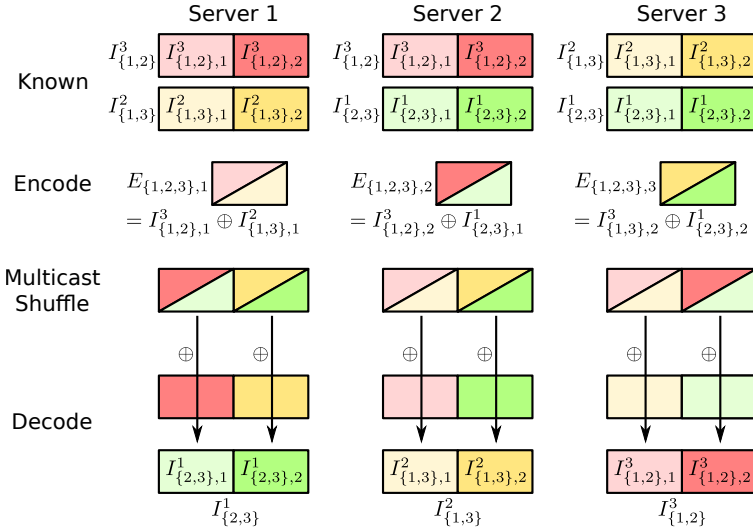 Server 1 Server 2 Server 3
Known
I^3_{\{1,2\}} I^3_{\{1,2\},1} I^3_{\{1,2\},2} I^3_{\{1,2\}} I^3_{\{1,2\},1} I^3_{\{1,2\},2} I^2_{\{1,3\}} I^2_{\{1,3\},1} I^2_{\{1,3\},2}
I^2_{\{1,3\}} I^2_{\{1,3\},1} I^2_{\{1,3\},2} I^1_{\{2,3\}} I^1_{\{2,3\},1} I^1_{\{2,3\},2} I^1_{\{2,3\}} I^1_{\{2,3\},1} I^1_{\{2,3\},2}
Encode E_{\{1,2,3\},1} E_{\{1,2,3\},2} E_{\{1,2,3\},3}
= I^3_{\{1,2\},1} ⊕ I^2_{\{1,3\},1} = I^3_{\{1,2\},2} ⊕ I^1_{\{2,3\},1} = I^3_{\{1,3\},2} ⊕ I^1_{\{2,3\},2}
Multicast
Shuffle
⊕ ⊕ ⊕ ⊕ ⊕ ⊕
Decode
I^1_{\{2,3\},1} I^1_{\{2,3\},2} I^2_{\{1,3\},1} I^2_{\{1,3\},2} I^3_{\{1,2\},1} I^3_{\{1,2\},2}
I^1_{\{2,3\}} I^2_{\{1,3\}} I^3_{\{1,2\}}